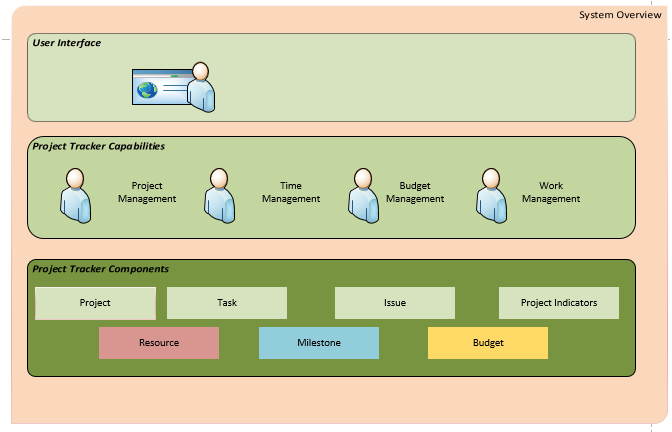 System Overview
User Interface
Project Tracker Capabilities
Project
Management
Time
Management
Budget
Management
Work
Management
Project Tracker Components
Project
Task
Issue
Project Indicators
Resource
Milestone
Budget